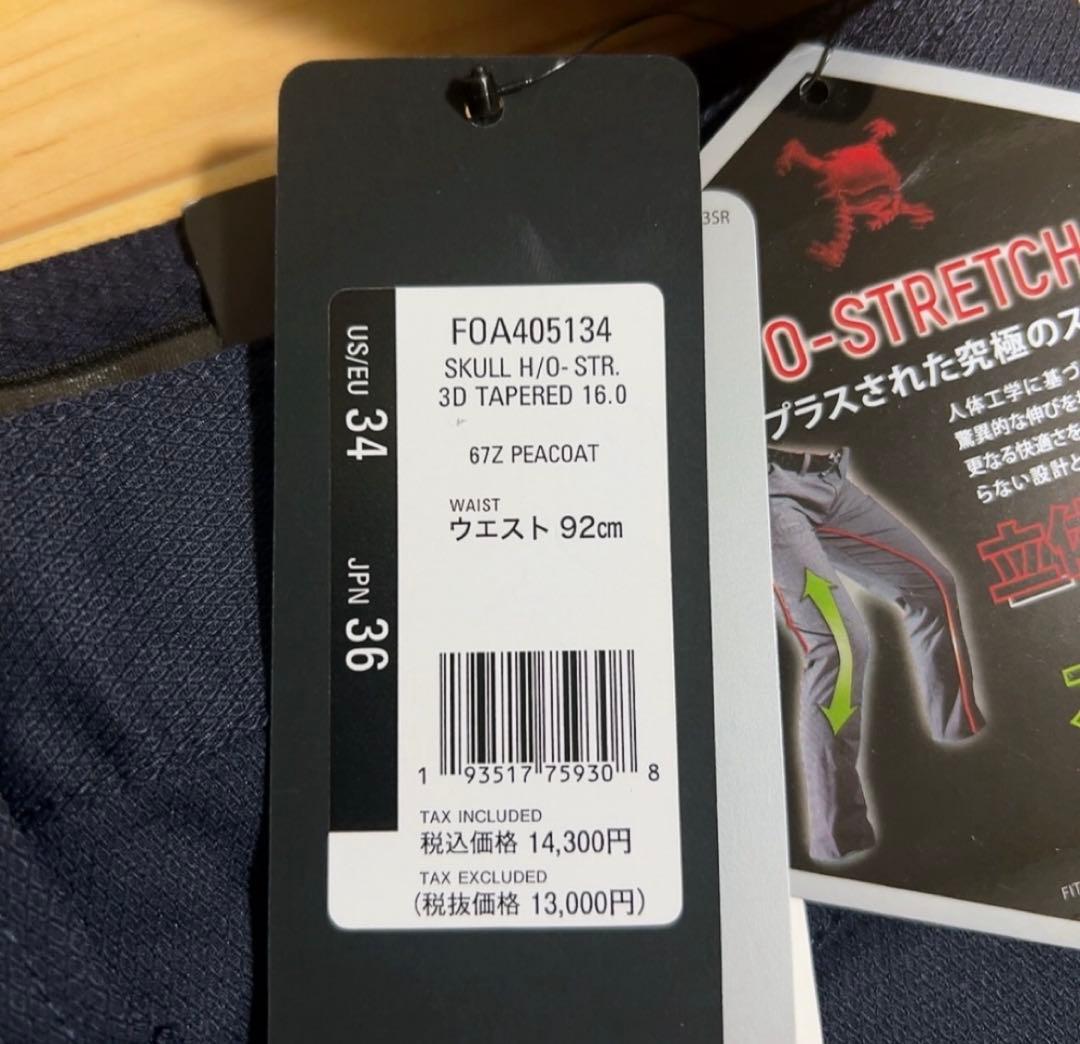 FOA405134
SKULL H/O- STR.
3D TAPERED 16.0
67Z PEACOAT
WAIST
ウエスト 92cm
US/EU 34
JPN 36
1 93517 75930 8
TAX INCLUDED
税込価格 14,300円
TAX EXCLUDED
(税抜価格 13,000円)
3SR
O-STRETCH
プラスされた究極のス
人体工学に基づ
驚異的な伸びを
更なる快適さを
らない設計と
立体
FIT